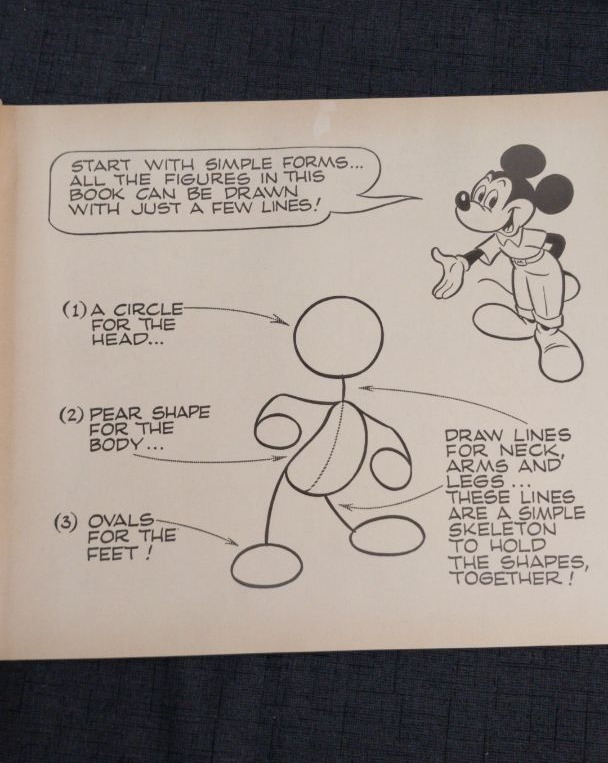 START WITH SIMPLE FORMS...
ALL THE FIGURES IN THIS
BOOK CAN BE DRAWN
WITH JUST A FEW LINES!
(1) A CIRCLE
FOR THE
HEAD...
(2) PEAR SHAPE
FOR THE
BODY...
(3) OVALS
FOR THE
FEET!
DRAW LINES
FOR NECK,
ARMS AND
LEGS...
THESE LINES
ARE A SIMPLE
SKELETON
TO HOLD
THE SHAPES,
TOGETHER!